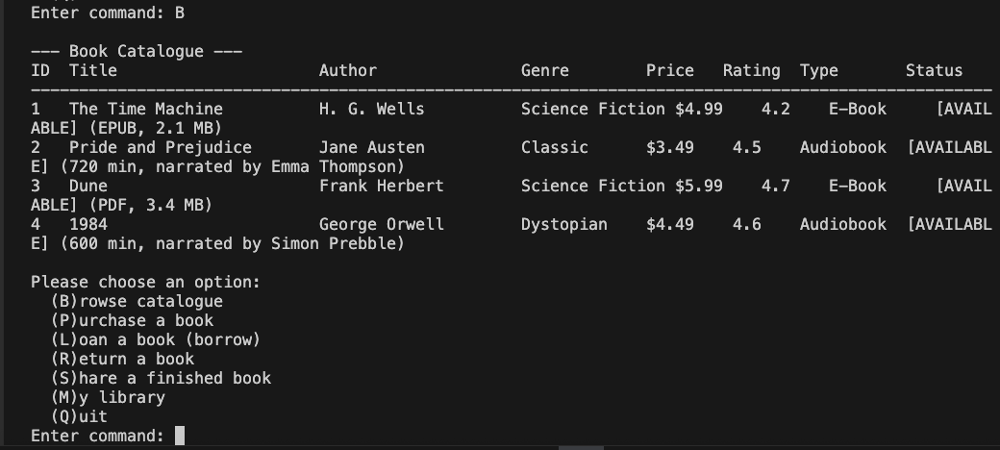 Enter command: B
--- Book Catalogue ---
ID  Title                     Author               Genre        Price   Rating  Type       Status
----------------------------------------------------------------------------------------------------
1   The Time Machine          H. G. Wells          Science Fiction $4.99    4.2    E-Book     [AVAIL
ABLE] (EPUB, 2.1 MB)
2   Pride and Prejudice       Jane Austen          Classic      $3.49    4.5    Audiobook  [AVAILABL
E] (720 min, narrated by Emma Thompson)
3   Dune                      Frank Herbert        Science Fiction $5.99    4.7    E-Book     [AVAIL
ABLE] (PDF, 3.4 MB)
4   1984                      George Orwell        Dystopian    $4.49    4.6    Audiobook  [AVAILABL
E] (600 min, narrated by Simon Prebble)
Please choose an option:
  (B)rowse catalogue
  (P)urchase a book
  (L)oan a book (borrow)
  (R)eturn a book
  (S)hare a finished book
  (M)y library
  (Q)uit
Enter command: